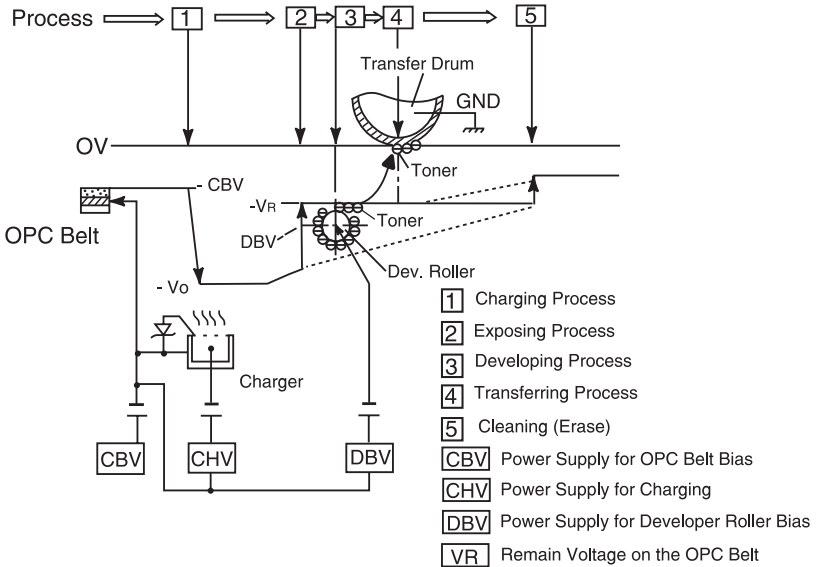 Process 1 2 3 4 5
Transfer Drum
GND
OV
Toner
- CBV
-VR
Toner
OPC Belt
DBV
Dev. Roller
- Vo
Charger
CBV CHV DBV
1 Charging Process
2 Exposing Process
3 Developing Process
4 Transferring Process
5 Cleaning (Erase)
CBV Power Supply for OPC Belt Bias
CHV Power Supply for Charging
DBV Power Supply for Developer Roller Bias
VR Remain Voltage on the OPC Belt